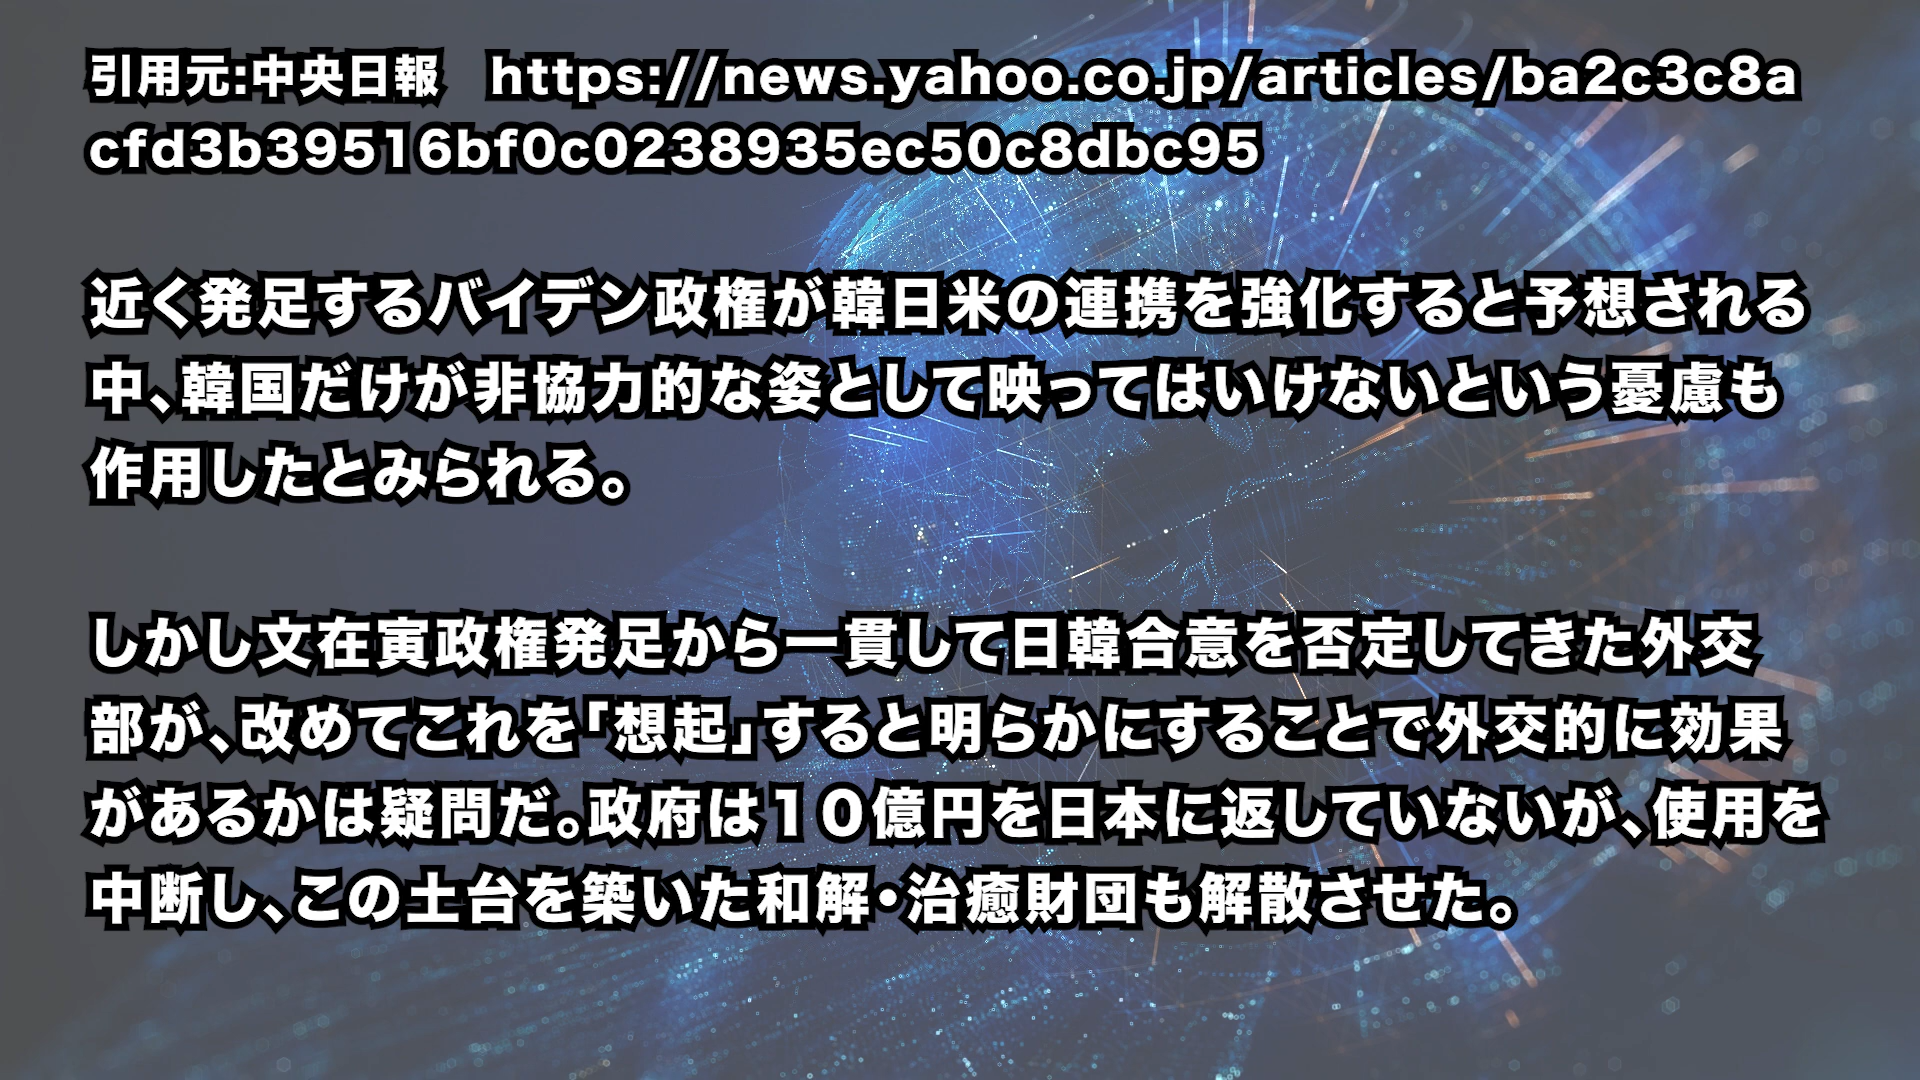 引用元:中央日報　https://news.yahoo.co.jp/articles/ba2c3c8a
cfd3b39516bf0c0238935ec50c8dbc95
近く発足するバイデン政権が韓日米の連携を強化すると予想される
中、韓国だけが非協力的な姿として映ってはいけないという憂慮も
作用したとみられる。
しかし文在寅政権発足から一貫して日韓合意を否定してきた外交
部が、改めてこれを「想起」すると明らかにすることで外交的に効果
があるかは疑問だ。政府は１０億円を日本に返していないが、使用を
中断し、この土台を築いた和解・治癒財団も解散させた。